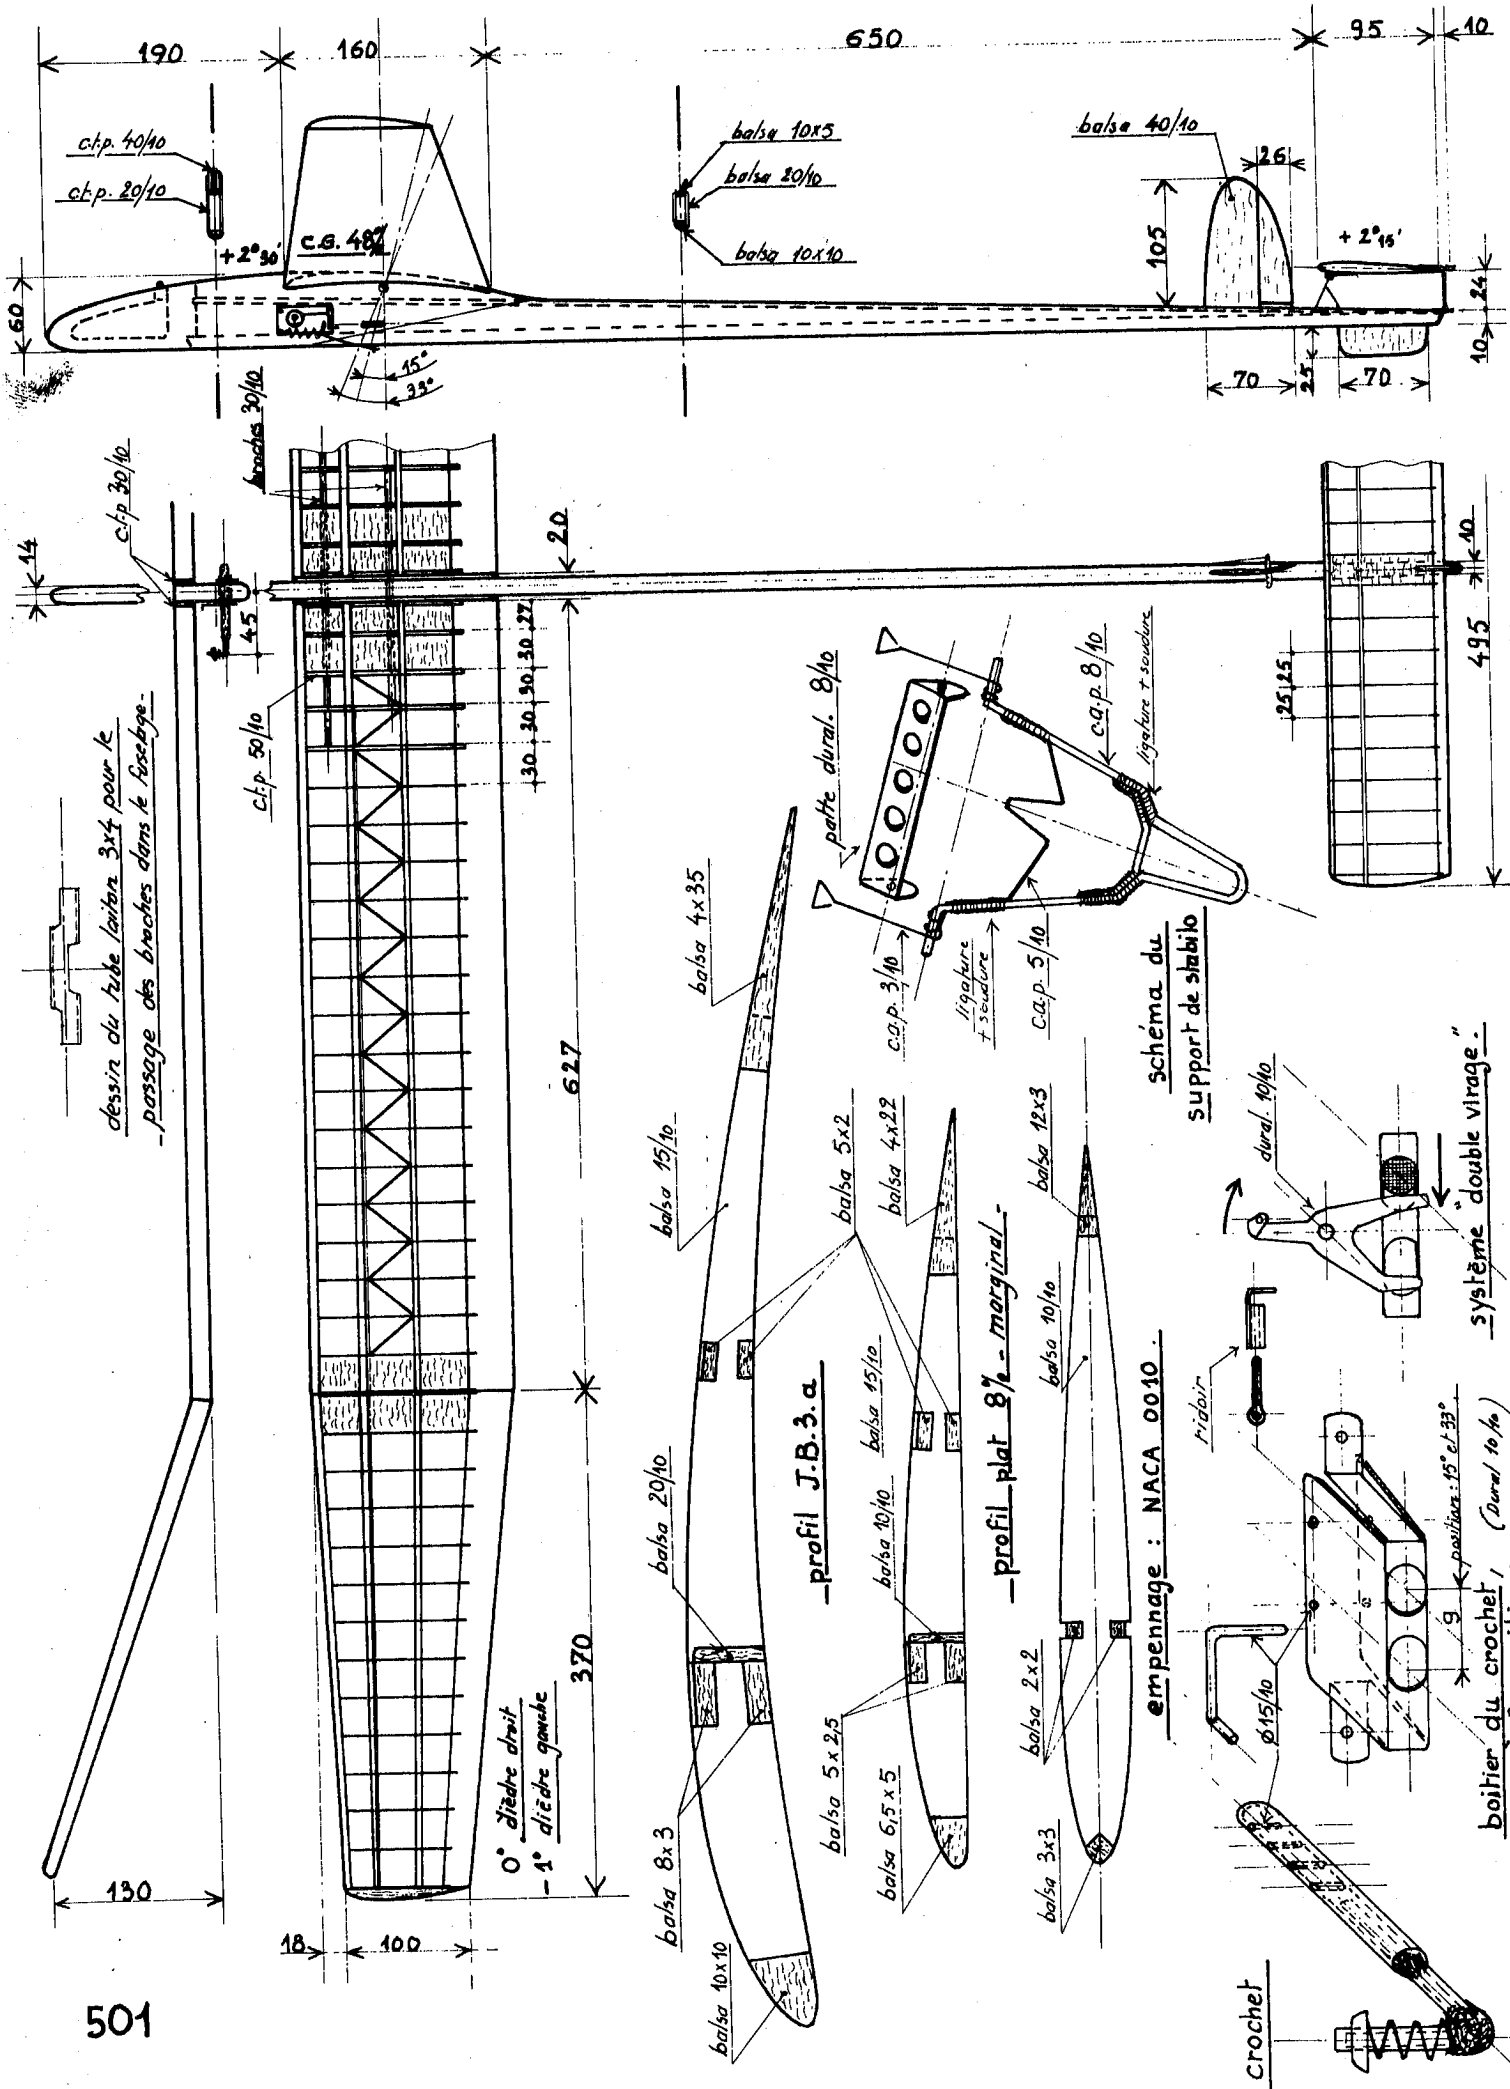 190
160
650
95
10
c.t.p. 40/10
c.t.p. 20/10
balsa 10x5
balsa 20/10
balsa 10x10
balsa 40/10
26
105
+ 2°30'
C.G. 48%
+ 2°15'
60
24
10
15°
33°
70
25
70
broches 30/10
c.t.p 30/10
14
45
20
10
495
25 25
27
30
30
30
30
c.t.p. 50/10
dessin du tube laiton 3x4 pour le
passage des broches dans le fuselage.
627
370
130
18
100
0° dièdre droit
- 1° dièdre gauche
patte dural. 8/10
c.a.p. 8/10
ligature + soudure
c.a.p. 3/10
ligature
+ soudure
c.a.p. 5/10
schéma du
support de stabilo
balsa 4x35
balsa 15/10
balsa 5x2
balsa 20/10
balsa 8x3
balsa 10x10
profil J.B.3.a
balsa 4x22
balsa 15/10
balsa 10/10
balsa 5x2,5
balsa 6,5x5
profil plat 8% - marginal -
balsa 12x3
balsa 10/10
balsa 2x2
balsa 3x3
empennage : NACA 0010 .
dural. 10/10
système "double virage".
ridoir
position : 15° et 33°
9
Ø15/10
boitier du crochet, (Dural 10/10)
crochet
501